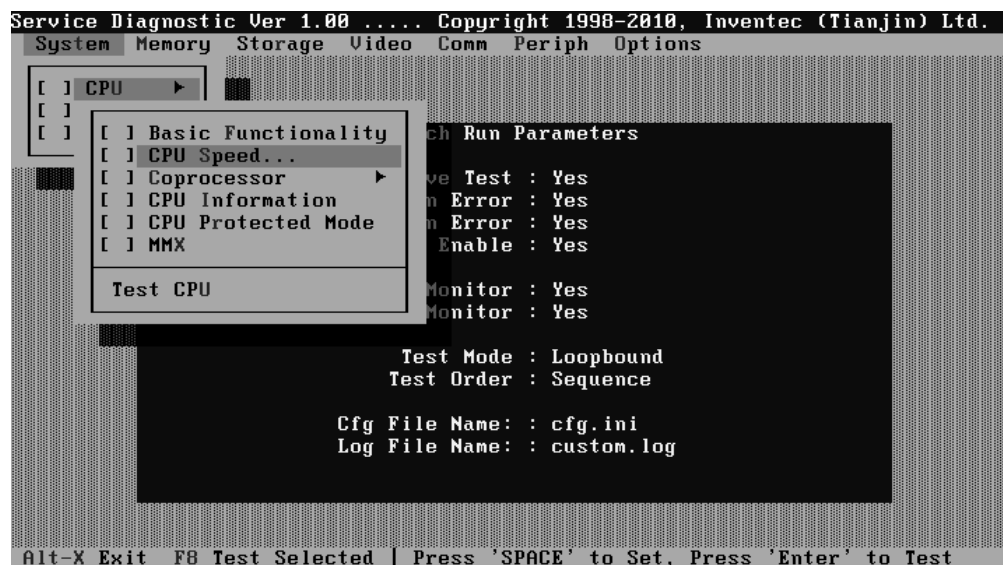 Service Diagnostic Ver 1.00 ..... Copyright 1998-2010, Inventec (Tianjin) Ltd.
System Memory Storage Video Comm Periph Options
[ ] CPU ►
[ ]
[ ]
[ ] Basic Functionality
[ ] CPU Speed...
[ ] Coprocessor ►
[ ] CPU Information
[ ] CPU Protected Mode
[ ] MMX
Test CPU
ch Run Parameters
ve Test : Yes
n Error : Yes
n Error : Yes
Enable : Yes
Monitor : Yes
Monitor : Yes
Test Mode : Loopbound
Test Order : Sequence
Cfg File Name: : cfg.ini
Log File Name: : custom.log
Alt-X Exit F8 Test Selected | Press 'SPACE' to Set, Press 'Enter' to Test